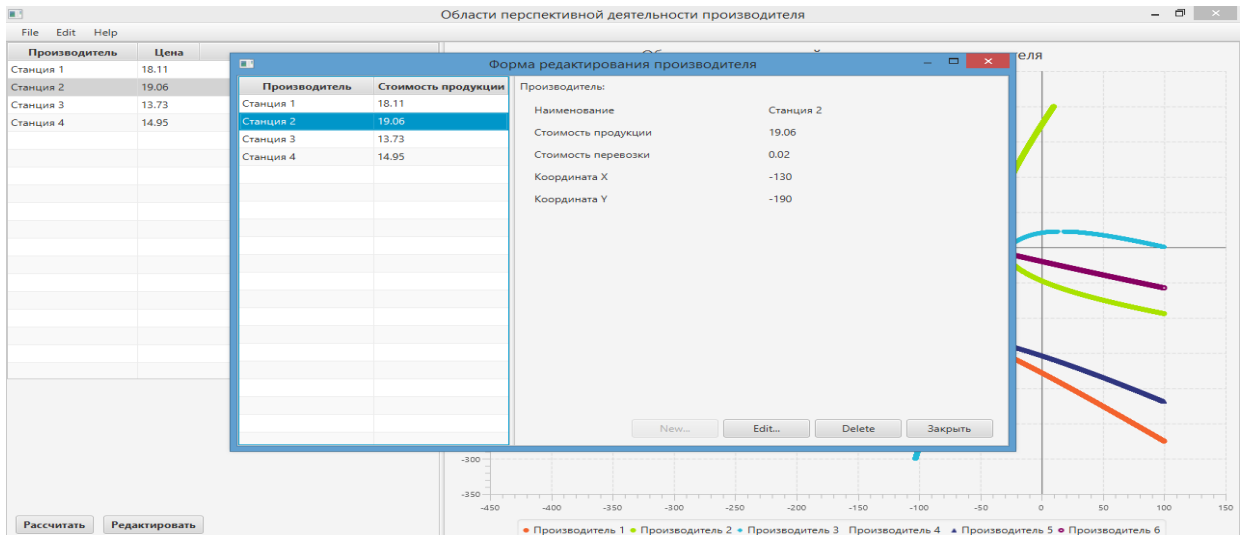 Области перспективной деятельности производителя
File Edit Help
Производитель Цена
Станция 1 18.11
Станция 2 19.06
Станция 3 13.73
Станция 4 14.95
Рассчитать Редактировать
Форма редактирования производителя
Производитель Стоимость продукции
Станция 1 18.11
Станция 2 19.06
Станция 3 13.73
Станция 4 14.95
Производитель:
Наименование Станция 2
Стоимость продукции 19.06
Стоимость перевозки 0.02
Координата X -130
Координата Y -190
New... Edit... Delete Закрыть
еля
-300
-350
-450 -400 -350 -300 -250 -200 -150 -100 -50 0 50 100 150
Производитель 1 Производитель 2 Производитель 3 Производитель 4 Производитель 5 Производитель 6